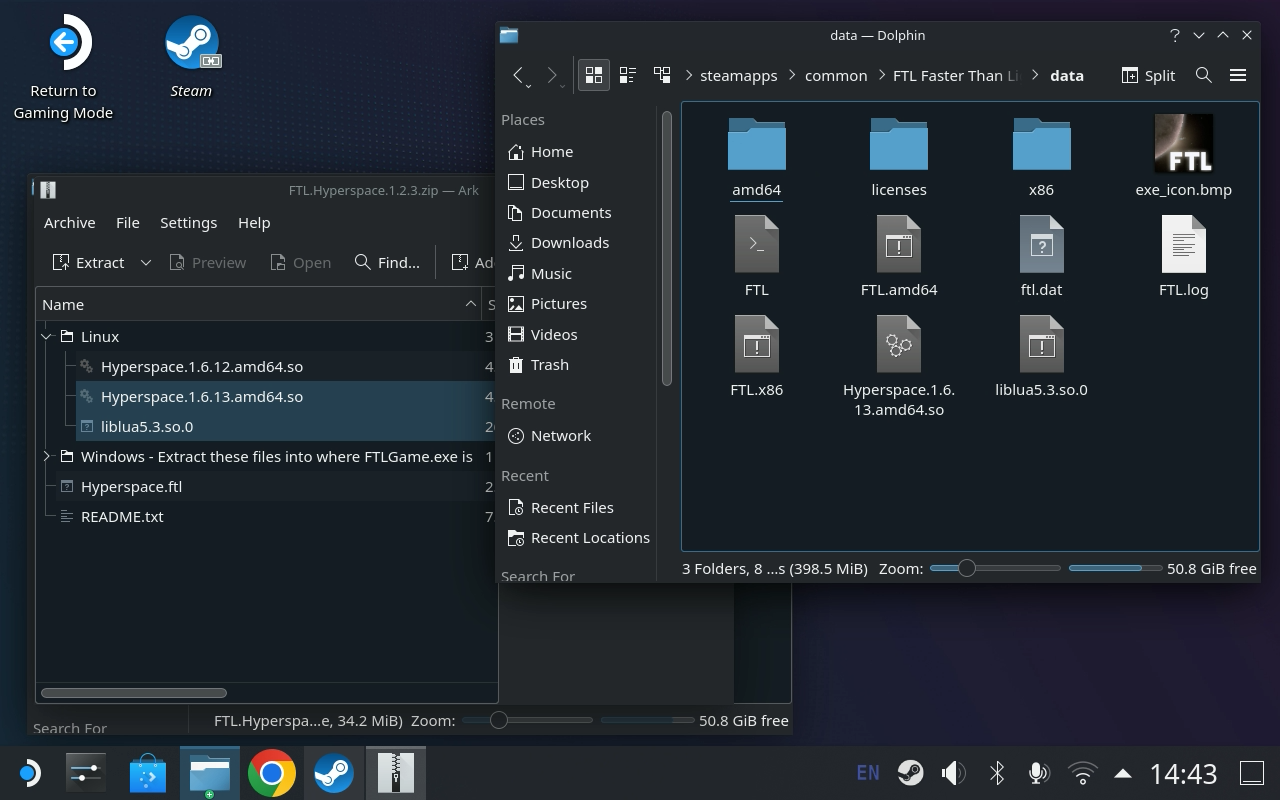 Return to
Gaming Mode
Steam
data — Dolphin
steamapps
common
FTL Faster Than Li
data
Split
Places
Home
Desktop
Documents
Downloads
Music
Pictures
Videos
Trash
Remote
Network
Recent
Recent Files
Recent Locations
Search For
amd64
licenses
x86
FTL
exe_icon.bmp
FTL
FTL.amd64
ftl.dat
FTL.log
FTL.x86
Hyperspace.1.6.
13.amd64.so
liblua5.3.so.0
3 Folders, 8 ...s (398.5 MiB)
Zoom:
50.8 GiB free
FTL.Hyperspace.1.2.3.zip — Ark
Archive File Settings Help
Extract Preview Open Find... Ad
Name S
Linux 3
Hyperspace.1.6.12.amd64.so 4
Hyperspace.1.6.13.amd64.so 4
liblua5.3.so.0 2
Windows - Extract these files into where FTLGame.exe is 1
Hyperspace.ftl 2
README.txt 7
Search For
FTL.Hyperspa...e, 34.2 MiB)
Zoom:
50.8 GiB free
EN
14:43